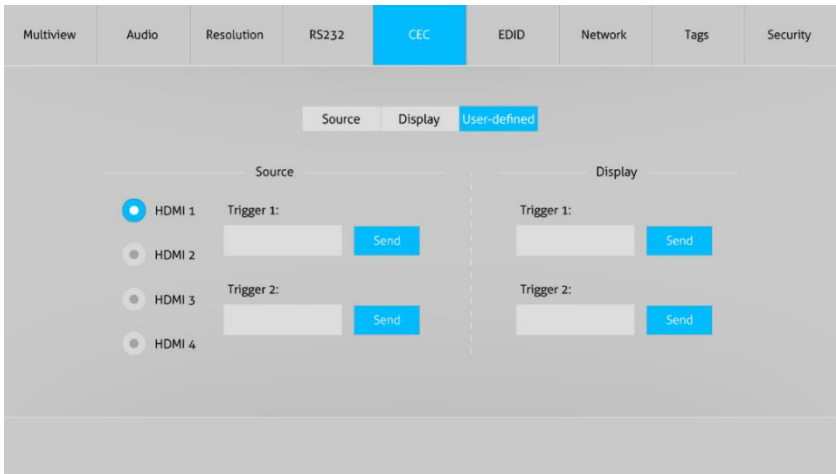 Multiview Audio Resolution RS232 CEC EDID Network Tags Security
Source Display User-defined
Source Display
HDMI 1 Trigger 1: Trigger 1:
Send Send
HDMI 2
Trigger 2: Trigger 2:
HDMI 3
Send Send
HDMI 4